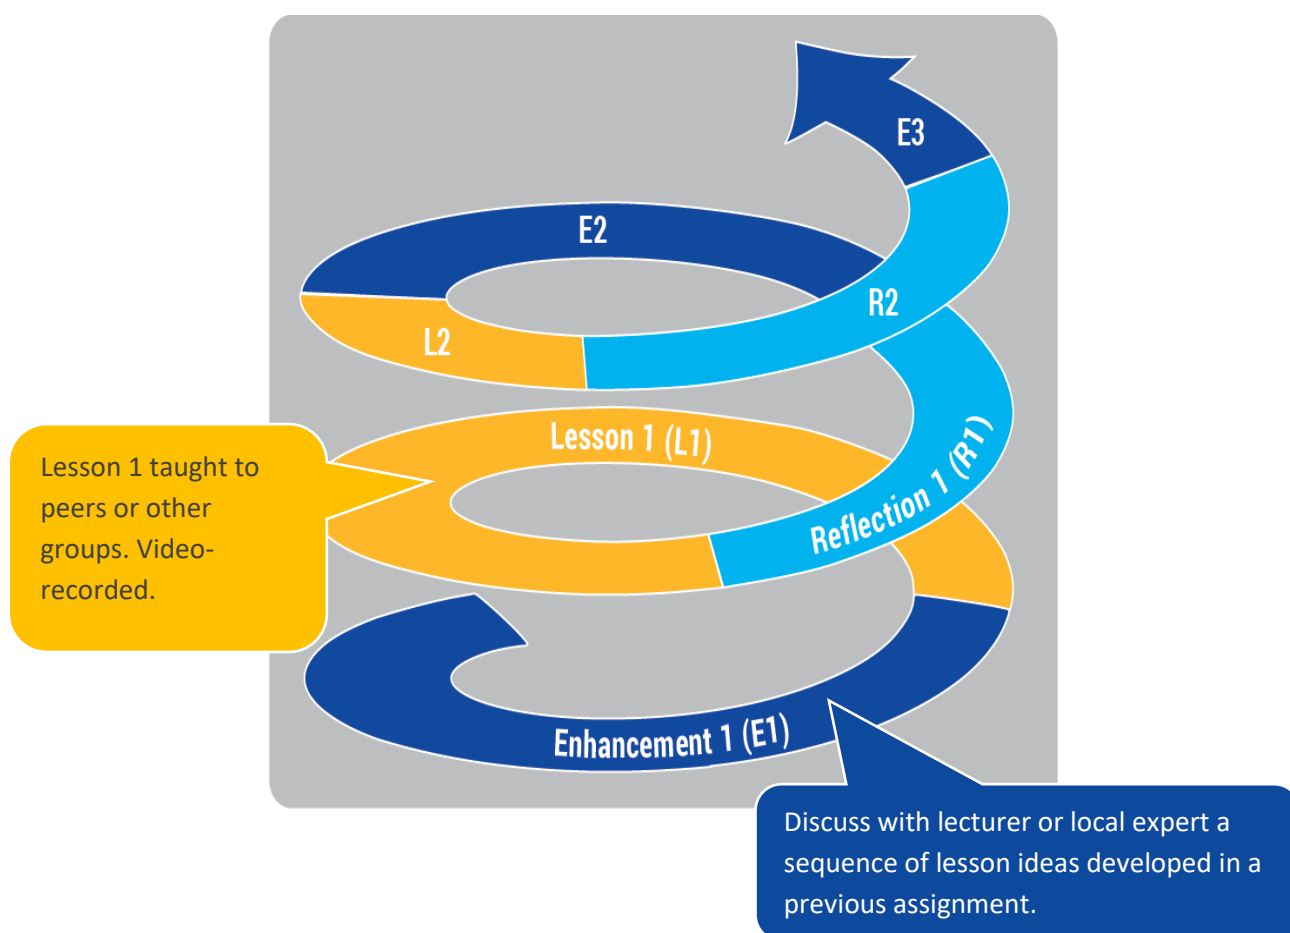 E3
E2
R2
L2
Lesson 1 (L1)
Reflection 1 (R1)
Lesson 1 taught to
peers or other
groups. Video-
recorded.
Enhancement 1 (E1)
Discuss with lecturer or local expert a
sequence of lesson ideas developed in a
previous assignment.